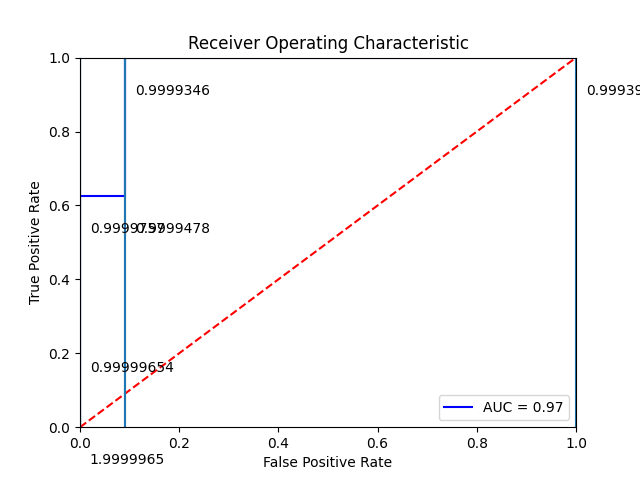 Receiver Operating Characteristic
1.0
0.9999346
0.99939
0.8
True Positive Rate
0.6
0.9999478
0.4
0.2
0.99999654
AUC = 0.97
0.0
0.0 0.2 0.4 0.6 0.8 1.0
1.9999965
False Positive Rate